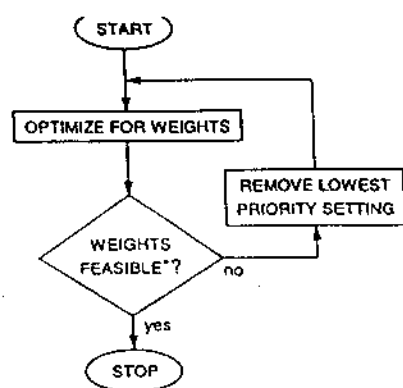 START
OPTIMIZE FOR WEIGHTS
REMOVE LOWEST
PRIORITY SETTING
WEIGHTS
FEASIBLE*?
no
yes
STOP